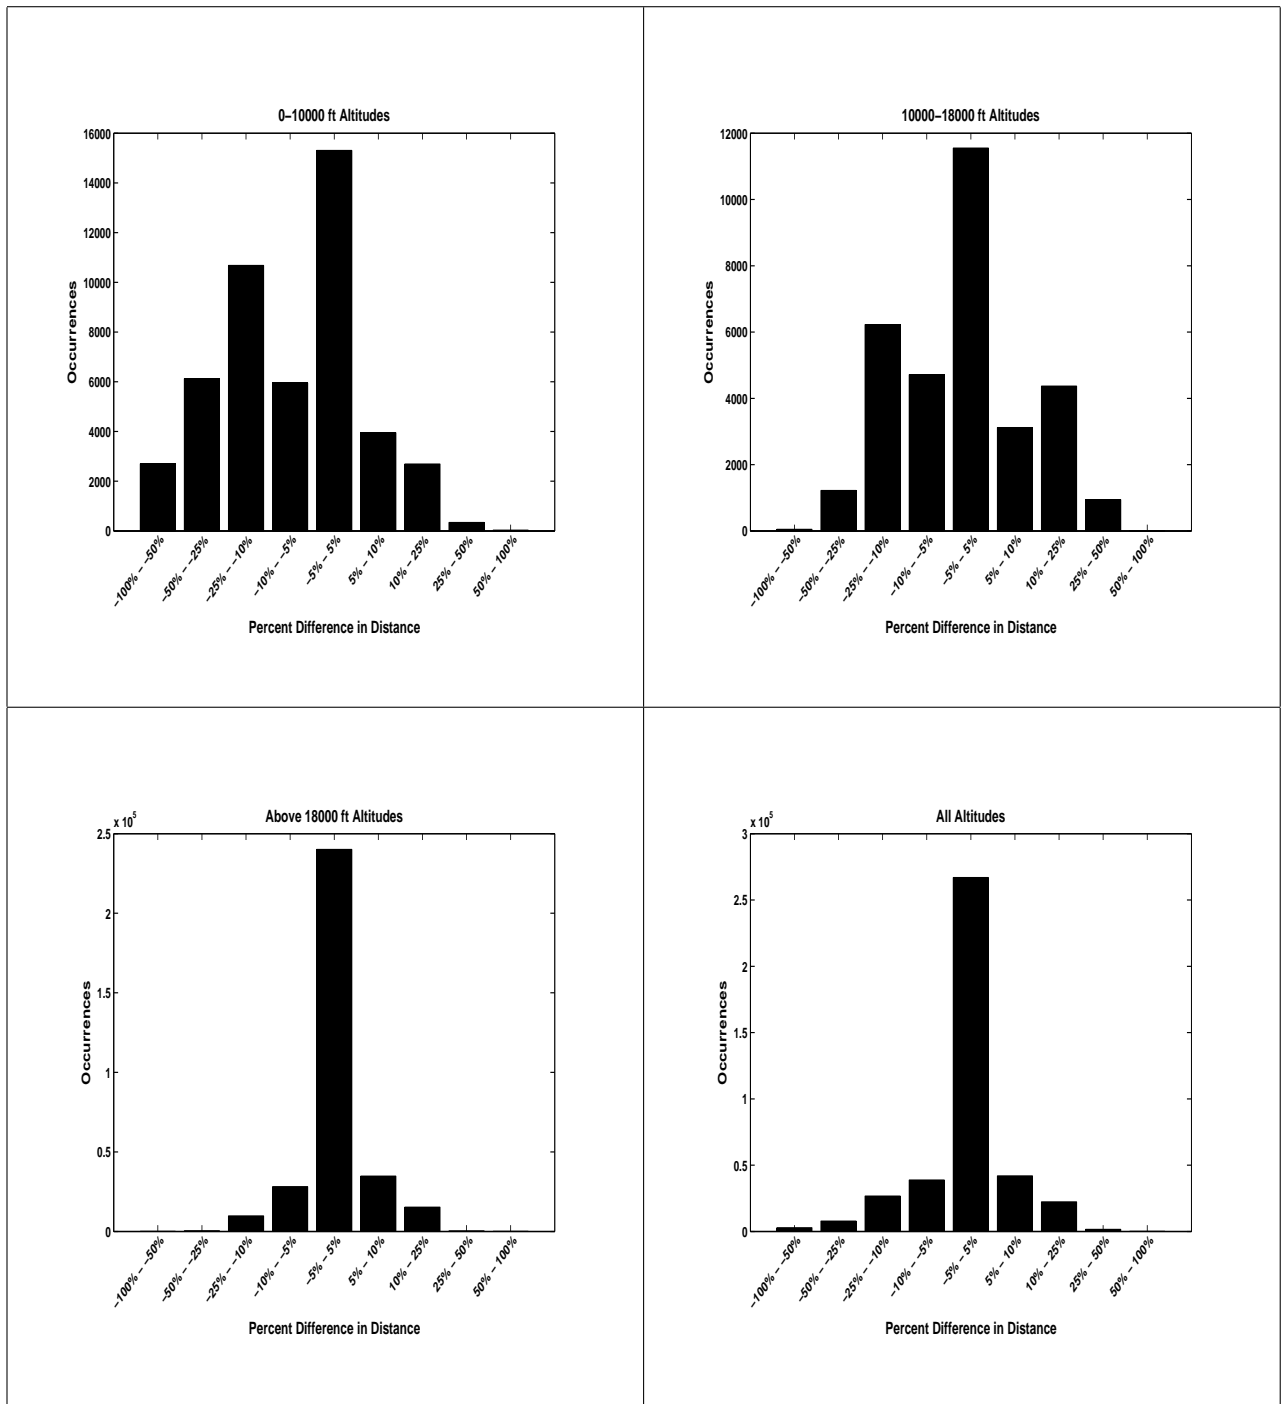 0–10000 ft Altitudes
16000
14000
12000
10000
8000
6000
4000
2000
0
Occurrences
–100% – –50%
–50% – –25%
–25% – –10%
–10% – –5%
–5% – 5%
5% – 10%
10% – 25%
25% – 50%
50% – 100%
Percent Difference in Distance
10000–18000 ft Altitudes
12000
10000
8000
6000
4000
2000
0
Occurrences
–100% – –50%
–50% – –25%
–25% – –10%
–10% – –5%
–5% – 5%
5% – 10%
10% – 25%
25% – 50%
50% – 100%
Percent Difference in Distance
Above 18000 ft Altitudes
x 10^5
2.5
2
1.5
1
0.5
0
Occurrences
–100% – –50%
–50% – –25%
–25% – –10%
–10% – –5%
–5% – 5%
5% – 10%
10% – 25%
25% – 50%
50% – 100%
Percent Difference in Distance
All Altitudes
x 10^5
3
2.5
2
1.5
1
0.5
0
Occurrences
–100% – –50%
–50% – –25%
–25% – –10%
–10% – –5%
–5% – 5%
5% – 10%
10% – 25%
25% – 50%
50% – 100%
Percent Difference in Distance